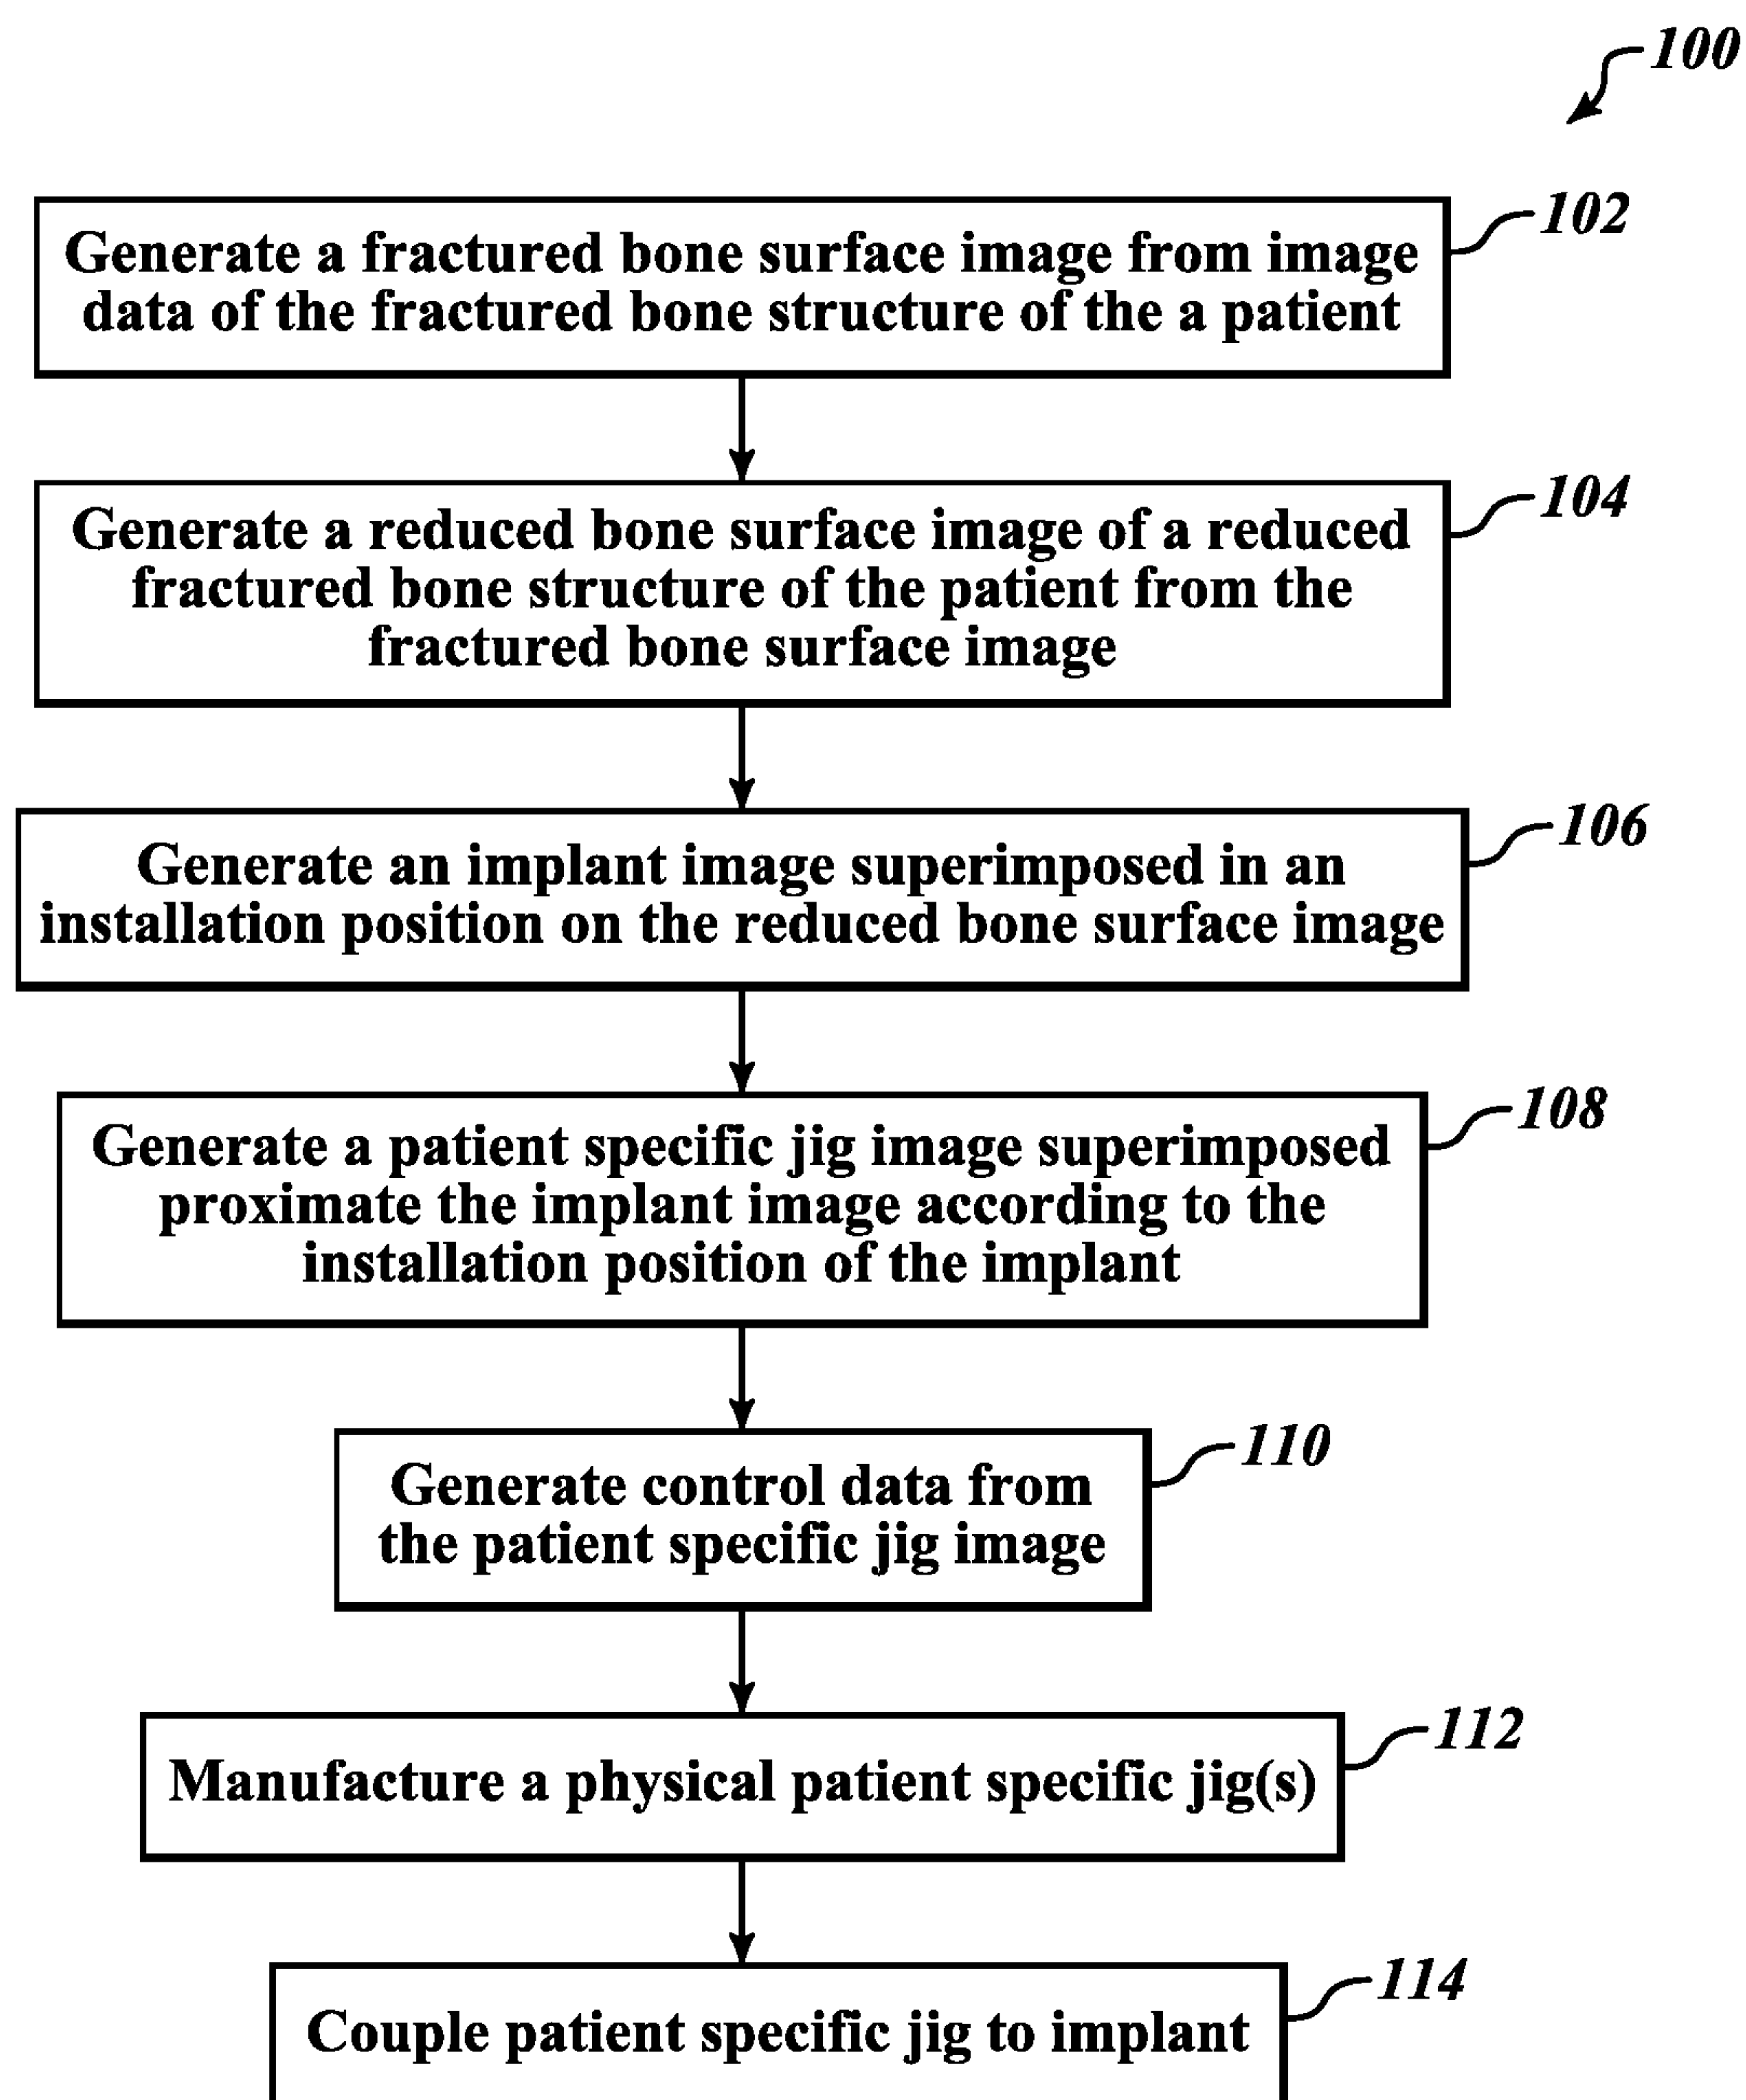 100
102
Generate a fractured bone surface image from image
data of the fractured bone structure of the a patient
104
Generate a reduced bone surface image of a reduced
fractured bone structure of the patient from the
fractured bone surface image
106
Generate an implant image superimposed in an
installation position on the reduced bone surface image
108
Generate a patient specific jig image superimposed
proximate the implant image according to the
installation position of the implant
110
Generate control data from
the patient specific jig image
112
Manufacture a physical patient specific jig(s)
114
Couple patient specific jig to implant